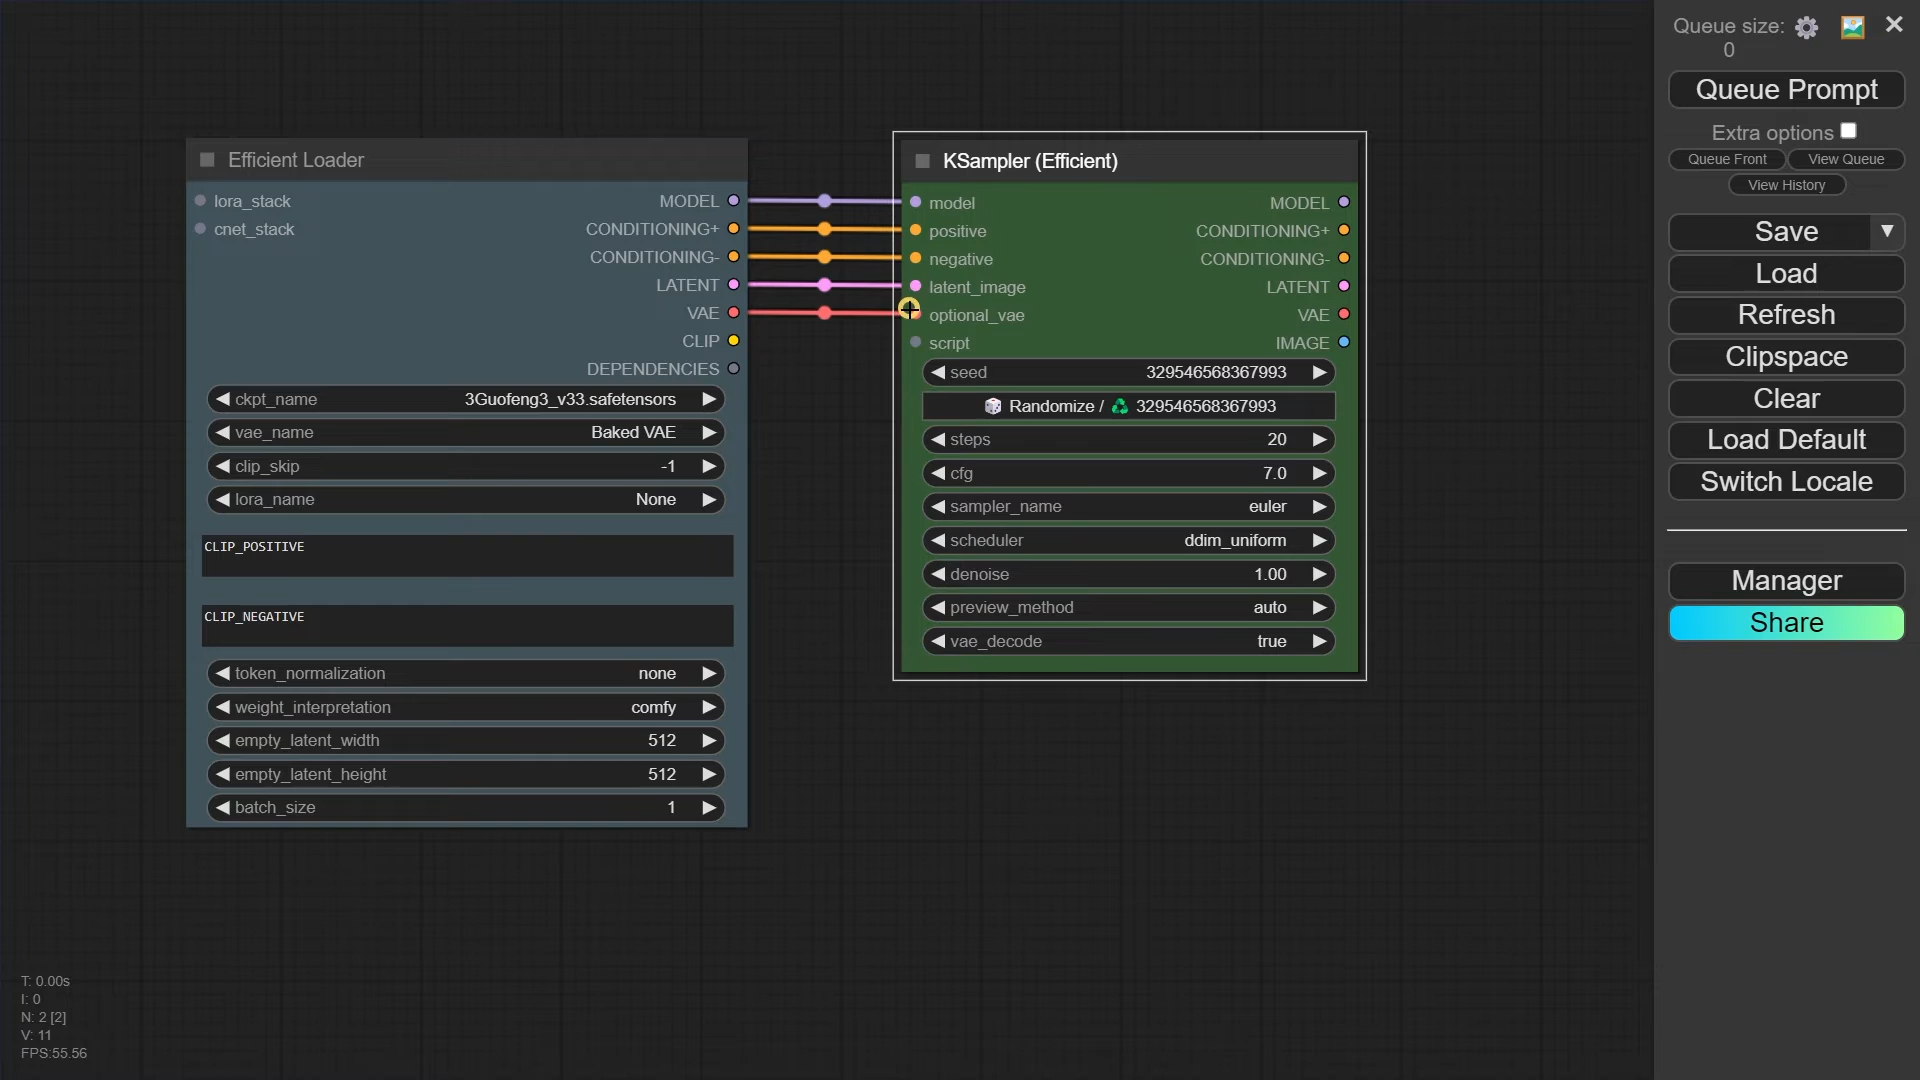 Queue size:
0
Queue Prompt
Extra options
Queue Front
View Queue
View History
Save
▼
Load
Refresh
Clipspace
Clear
Load Default
Switch Locale
Manager
Share
Efficient Loader
lora_stack
cnet_stack
MODEL
CONDITIONING+
CONDITIONING-
LATENT
VAE
CLIP
DEPENDENCIES
ckpt_name 3Guofeng3_v33.safetensors
vae_name Baked VAE
clip_skip -1
lora_name None
CLIP_POSITIVE
CLIP_NEGATIVE
token_normalization none
weight_interpretation comfy
empty_latent_width 512
empty_latent_height 512
batch_size 1
KSampler (Efficient)
model MODEL
positive CONDITIONING+
negative CONDITIONING-
latent_image LATENT
optional_vae VAE
script IMAGE
seed 329546568367993
Randomize / 329546568367993
steps 20
cfg 7.0
sampler_name euler
scheduler ddim_uniform
denoise 1.00
preview_method auto
vae_decode true
T: 0.00s
I: 0
N: 2 [2]
V: 11
FPS:55.56